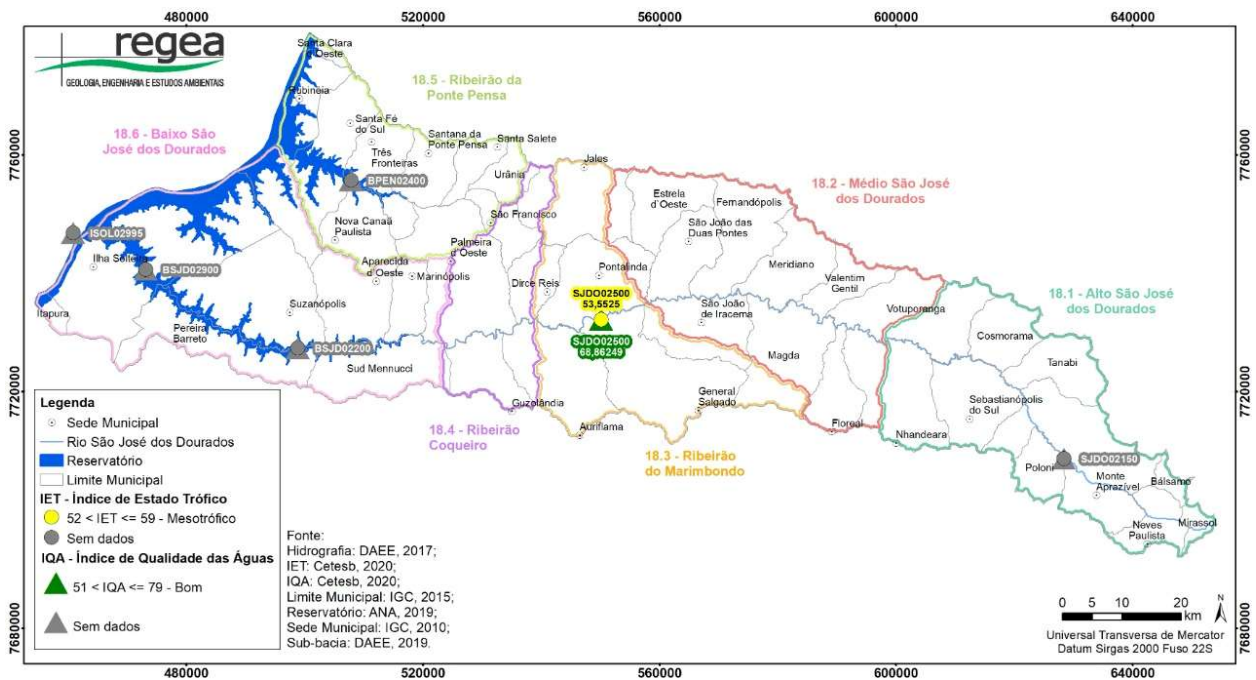 480000
520000
560000
600000
640000
regea
GEOLOGIA, ENGENHARIA E ESTUDOS AMBIENTAIS
7760000
7720000
7680000
7760000
7720000
7680000
18.5 - Ribeirão da
Ponte Pensa
18.6 - Baixo São
José dos Dourados
18.2 - Médio São José
dos Dourados
18.1 - Alto São José
dos Dourados
18.4 - Ribeirão
Coqueiro
18.3 - Ribeirão
do Marimbondo
Santa Clara
d'Oeste
Rubineia
Santa Fé
do Sul
Três
Fronteiras
Santana da
Ponte Pensa
Santa Salete
Urânia
Jales
BPEN02400
Estrela
d'Oeste
Fernandópolis
São João das
Duas Pontes
São Francisco
Nova Canaã
Paulista
ISOL02995
Ilha Solteira
BSJD02900
Palmeira
d'Oeste
Aparecida
d'Oeste
Marinópolis
Dirce Reis
Pontalinda
Meridiano
Valentim
Gentil
SJDO02500
53,5525
SJDO02500
68,86249
São João
de Iracema
Votuporanga
Suzanápolis
Itapura
Pereira
Barreto
BSJD02200
Sud Mennucci
Magda
Cosmorama
Tanabi
General
Salgado
Sebastianópolis
do Sul
Guzolândia
Auriflama
Floreal
Nhandeara
SJDO02150
Poloni
Monte
Aprazível
Bálsamo
Neves
Paulista
Mirassol
Legenda
Sede Municipal
Rio São José dos Dourados
Reservatório
Limite Municipal
IET - Índice de Estado Trófico
52 < IET <= 59 - Mesotrófico
Sem dados
IQA - Índice de Qualidade das Águas
51 < IQA <= 79 - Bom
Sem dados
Fonte:
Hidrografia: DAEE, 2017;
IET: Cetesb, 2020;
IQA: Cetesb, 2020;
Limite Municipal: IGC, 2015;
Reservatório: ANA, 2019;
Sede Municipal: IGC, 2010;
Sub-bacia: DAEE, 2019.
0 5 10 20
km
N
Universal Transversa de Mercator
Datum Sirgas 2000 Fuso 22S
480000
520000
560000
600000
640000